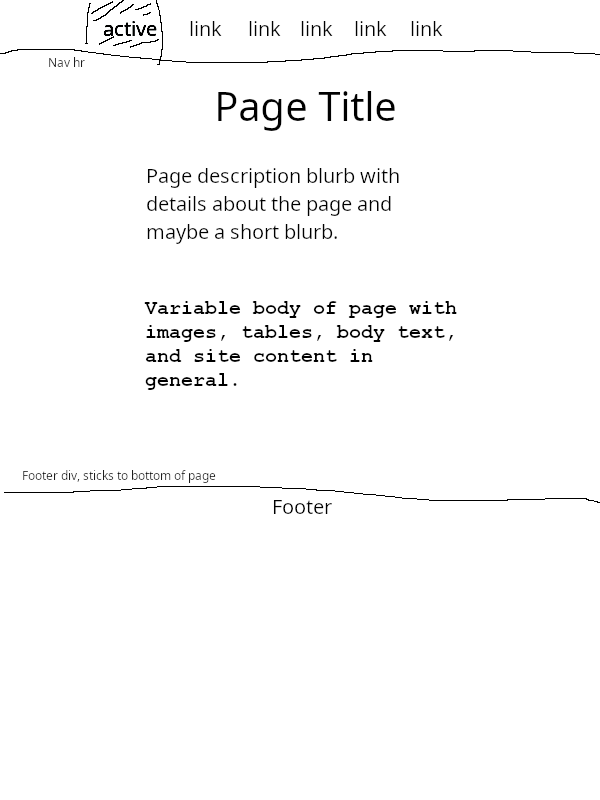 active link link link link link
Nav hr
Page Title
Page description blurb with
details about the page and
maybe a short blurb.
Variable body of page with
images, tables, body text,
and site content in
general.
Footer div, sticks to bottom of page
Footer